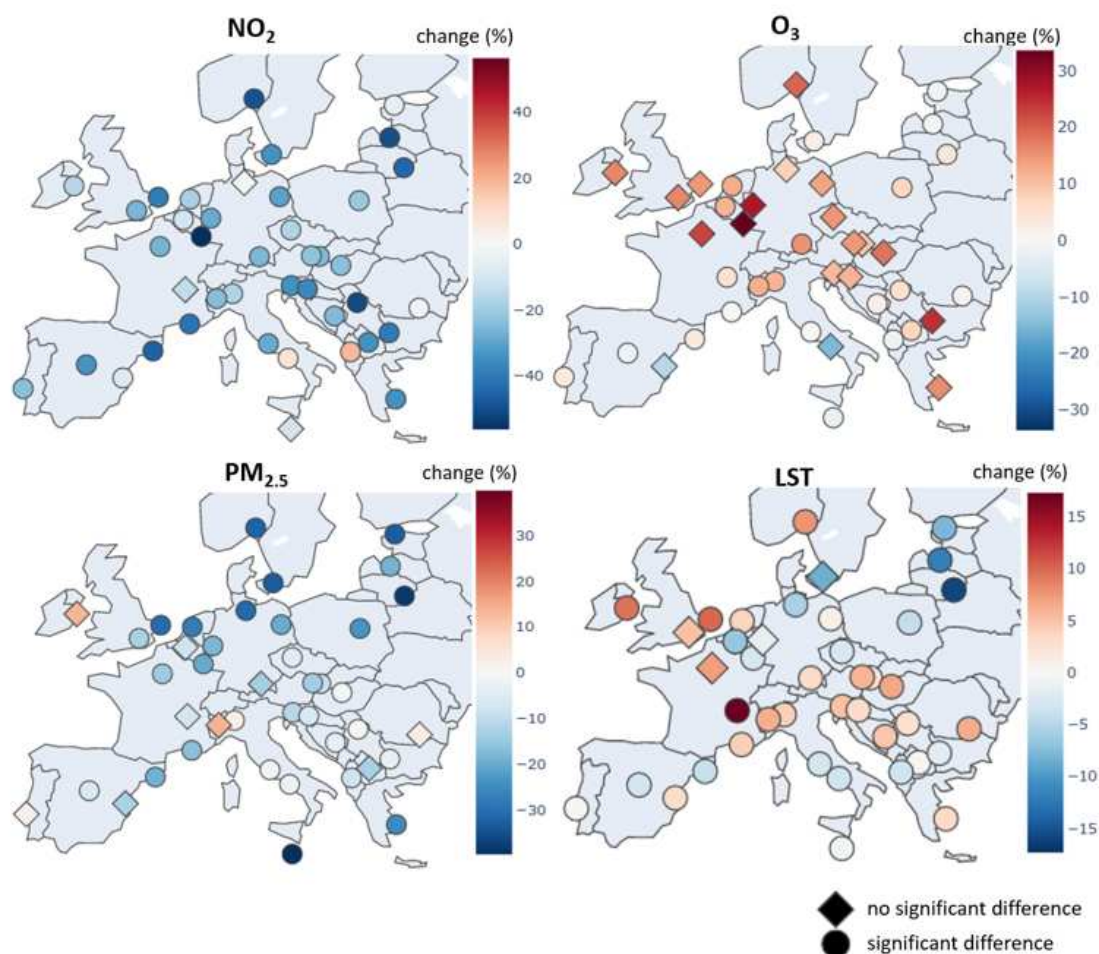 NO₂
change (%)
40
20
0
−20
−40
O₃
change (%)
30
20
10
0
−10
−20
−30
PM₂.₅
change (%)
30
20
10
0
−10
−20
−30
LST
change (%)
15
10
5
0
−5
−10
−15
no significant difference
significant difference